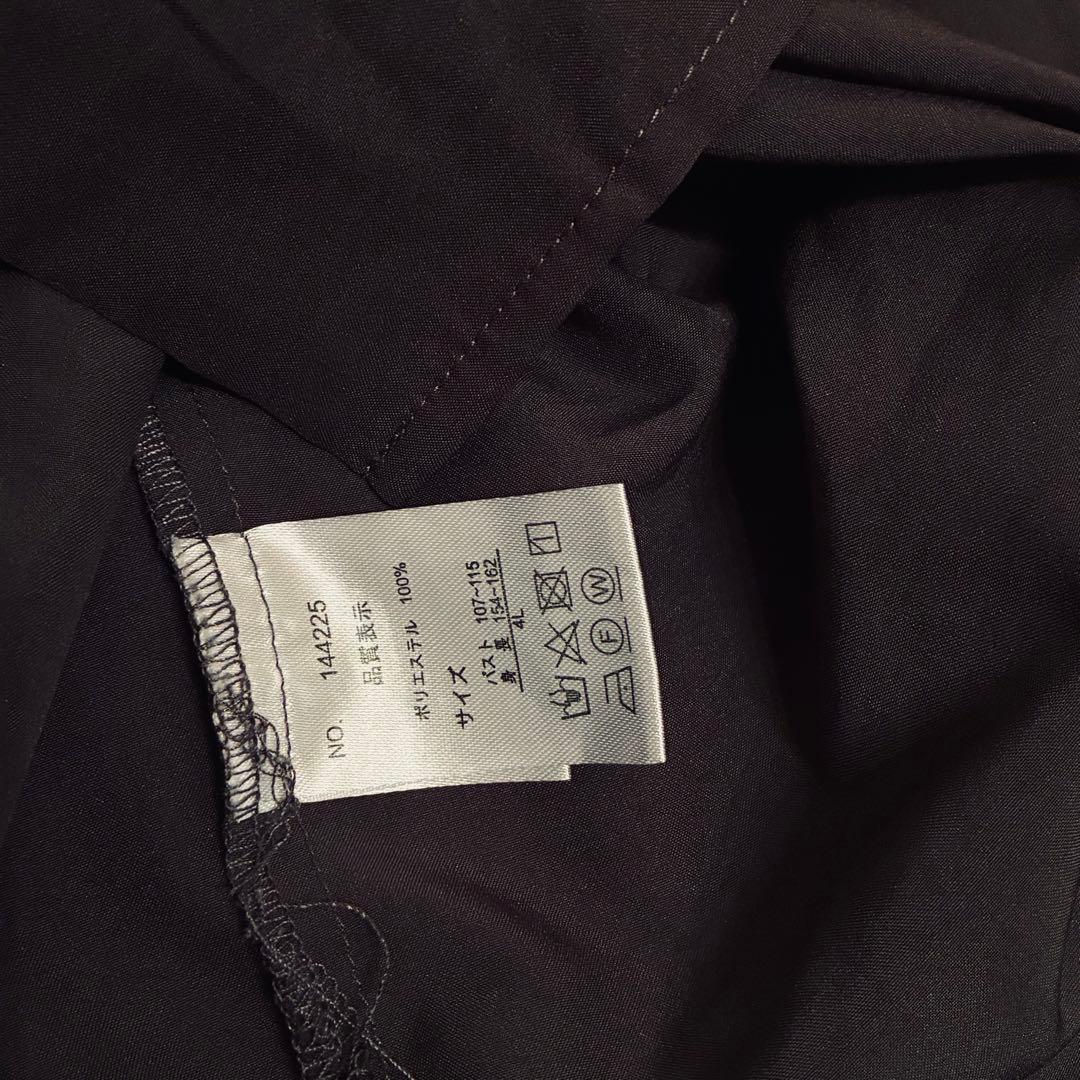 NO. 144225
品質表示
ポリエステル 100%
サイズ
バスト 107~115
身長 154~162
4L
F W